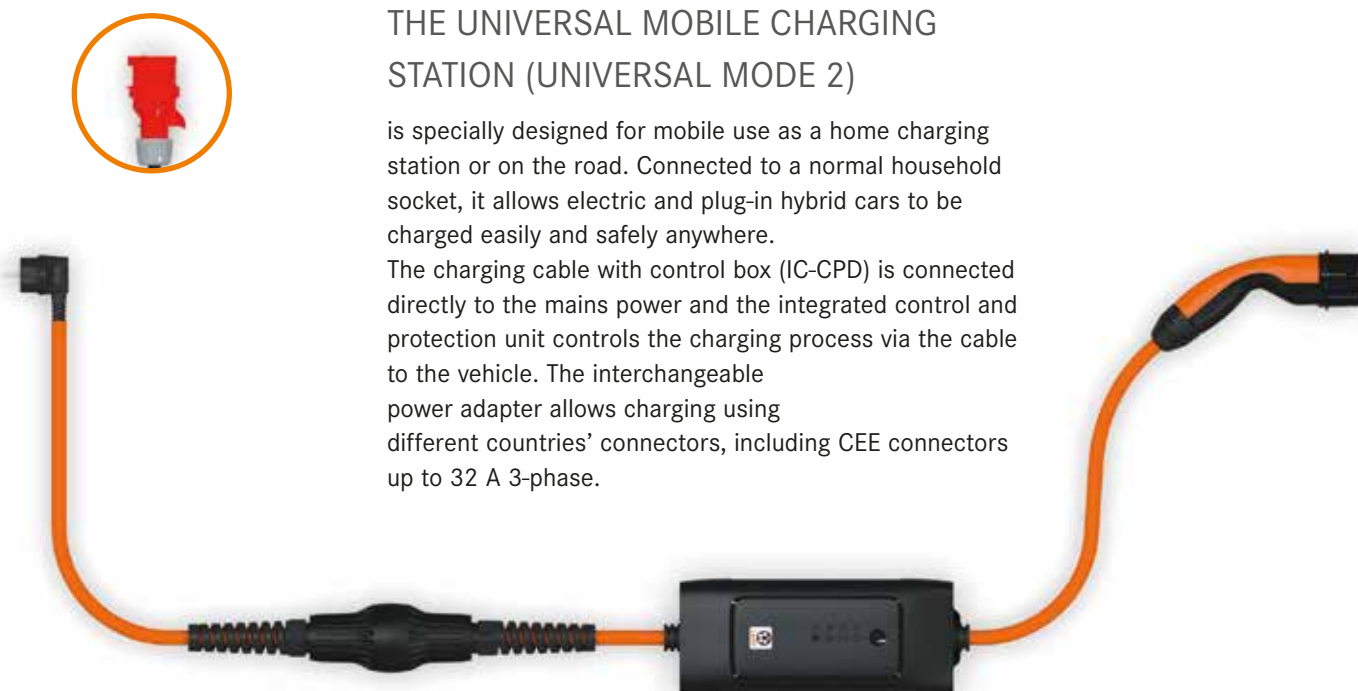 THE UNIVERSAL MOBILE CHARGING
STATION (UNIVERSAL MODE 2)
is specially designed for mobile use as a home charging
station or on the road. Connected to a normal household
socket, it allows electric and plug-in hybrid cars to be
charged easily and safely anywhere.
The charging cable with control box (IC-CPD) is connected
directly to the mains power and the integrated control and
protection unit controls the charging process via the cable
to the vehicle. The interchangeable
power adapter allows charging using
different countries’ connectors, including CEE connectors
up to 32 A 3-phase.